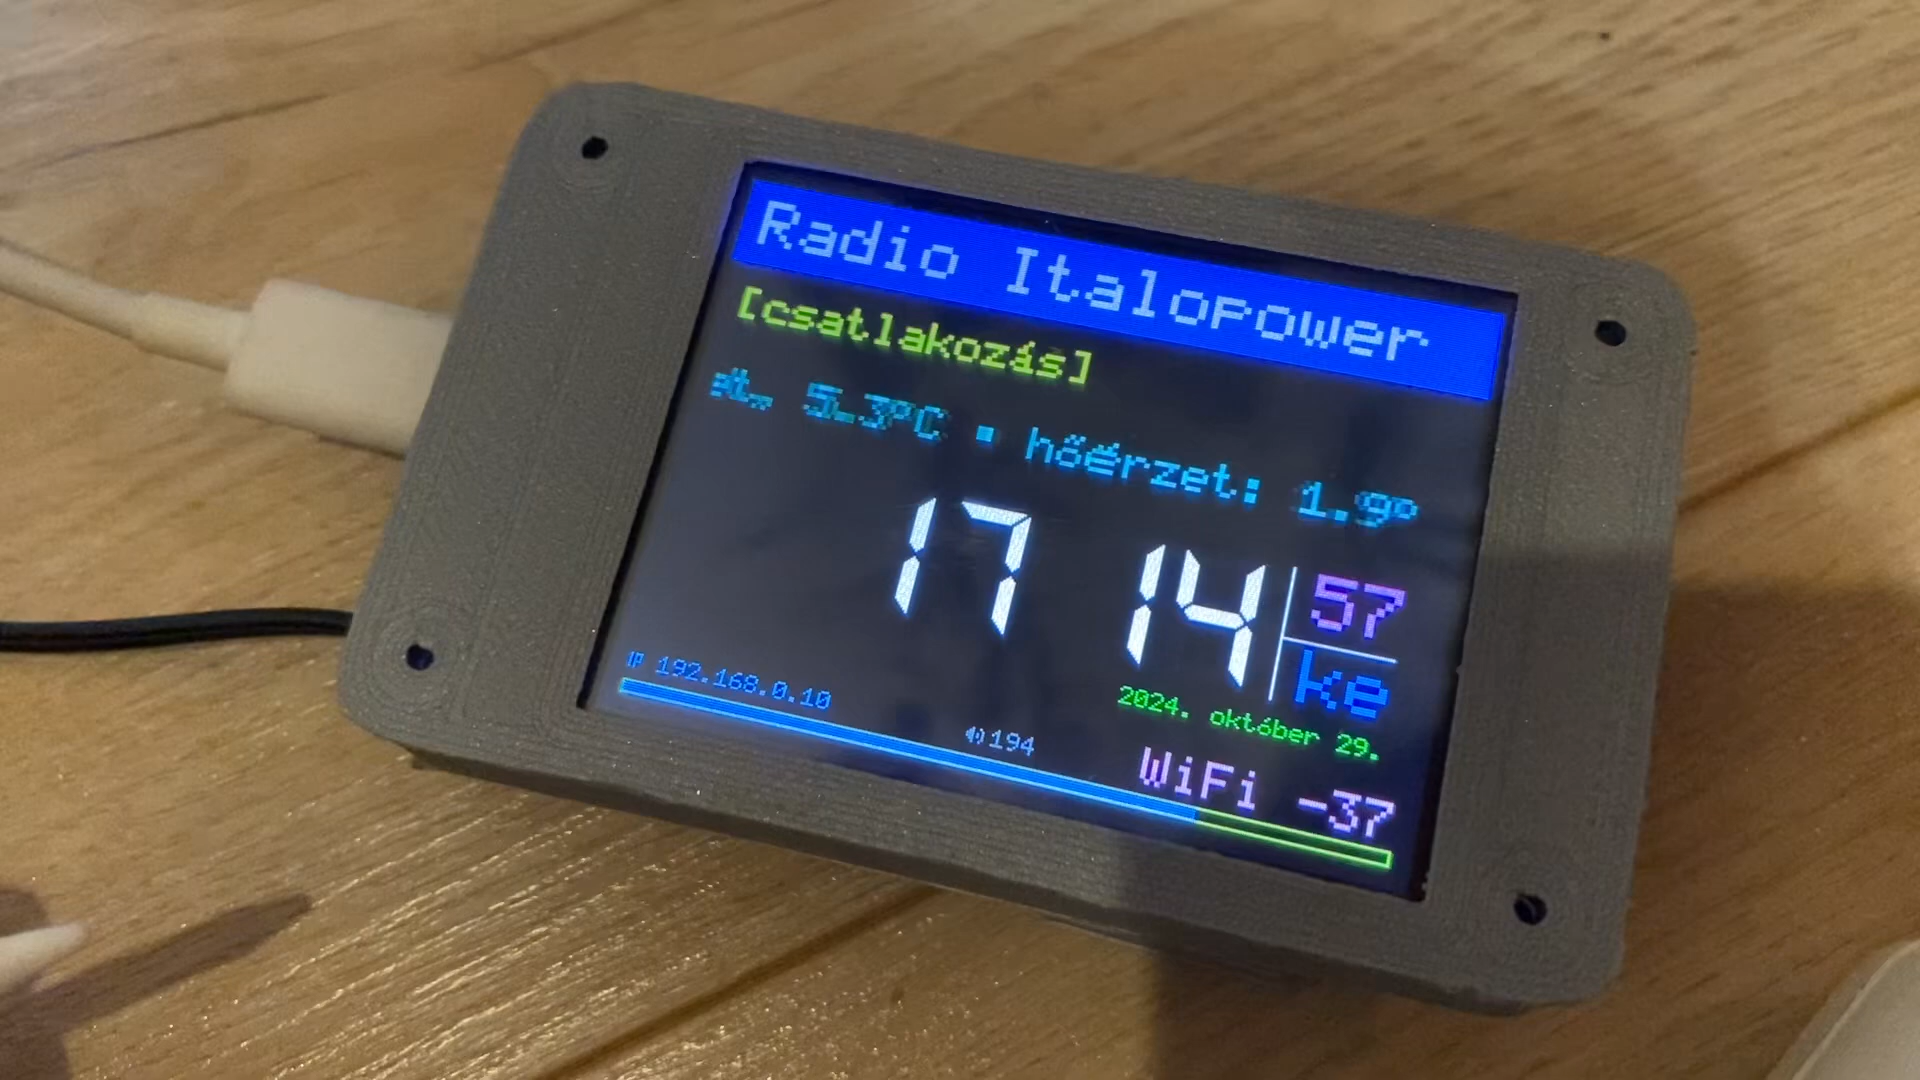 Radio Italopower
[csatlakozás]
5.3°C · hőérzet: 1.9°
17 14 57
ke
IP 192.168.0.10
2024. október 29.
194
WiFi -37